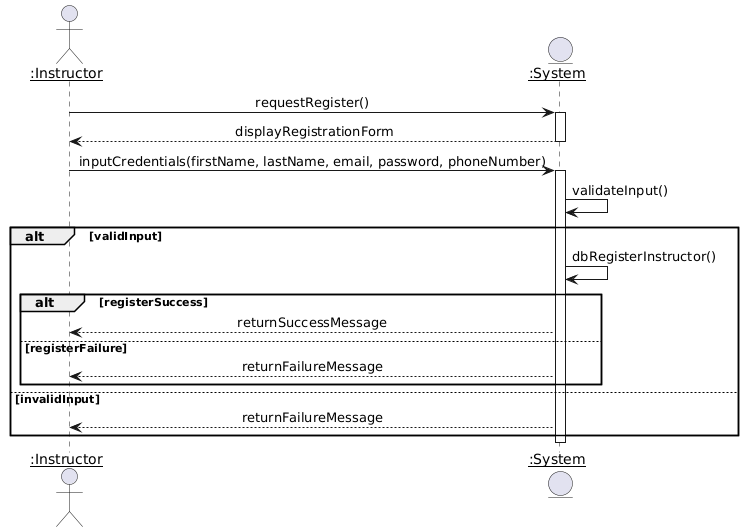 :Instructor
:System
requestRegister()
displayRegistrationForm
inputCredentials(firstName, lastName, email, password, phoneNumber)
validateInput()
alt [validInput]
dbRegisterInstructor()
alt [registerSuccess]
returnSuccessMessage
[registerFailure]
returnFailureMessage
[invalidInput]
returnFailureMessage
:Instructor
:System